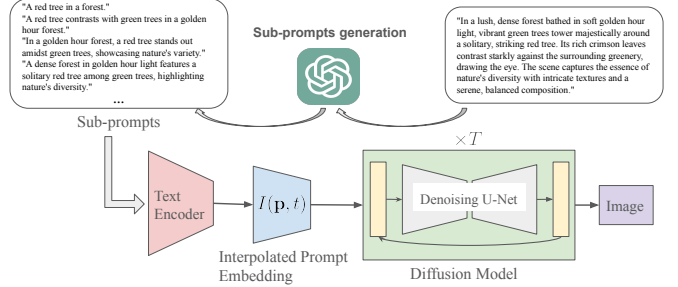 "A red tree in a forest."
"A red tree contrasts with green trees in a golden
hour forest."
"In a golden hour forest, a red tree stands out
amidst green trees, showcasing nature's variety."
"A dense forest in golden hour light features a
solitary red tree among green trees, highlighting
nature's diversity."
...
Sub-prompts
Sub-prompts generation
"In a lush, dense forest bathed in soft golden hour
light, vibrant green trees tower majestically around
a solitary, striking red tree. Its rich crimson leaves
contrast starkly against the surrounding greenery,
drawing the eye. The scene captures the essence of
nature's diversity with intricate textures and a
serene, balanced composition."
×T
Text
Encoder
I(p, t)
Interpolated Prompt
Embedding
Denoising U-Net
Diffusion Model
Image